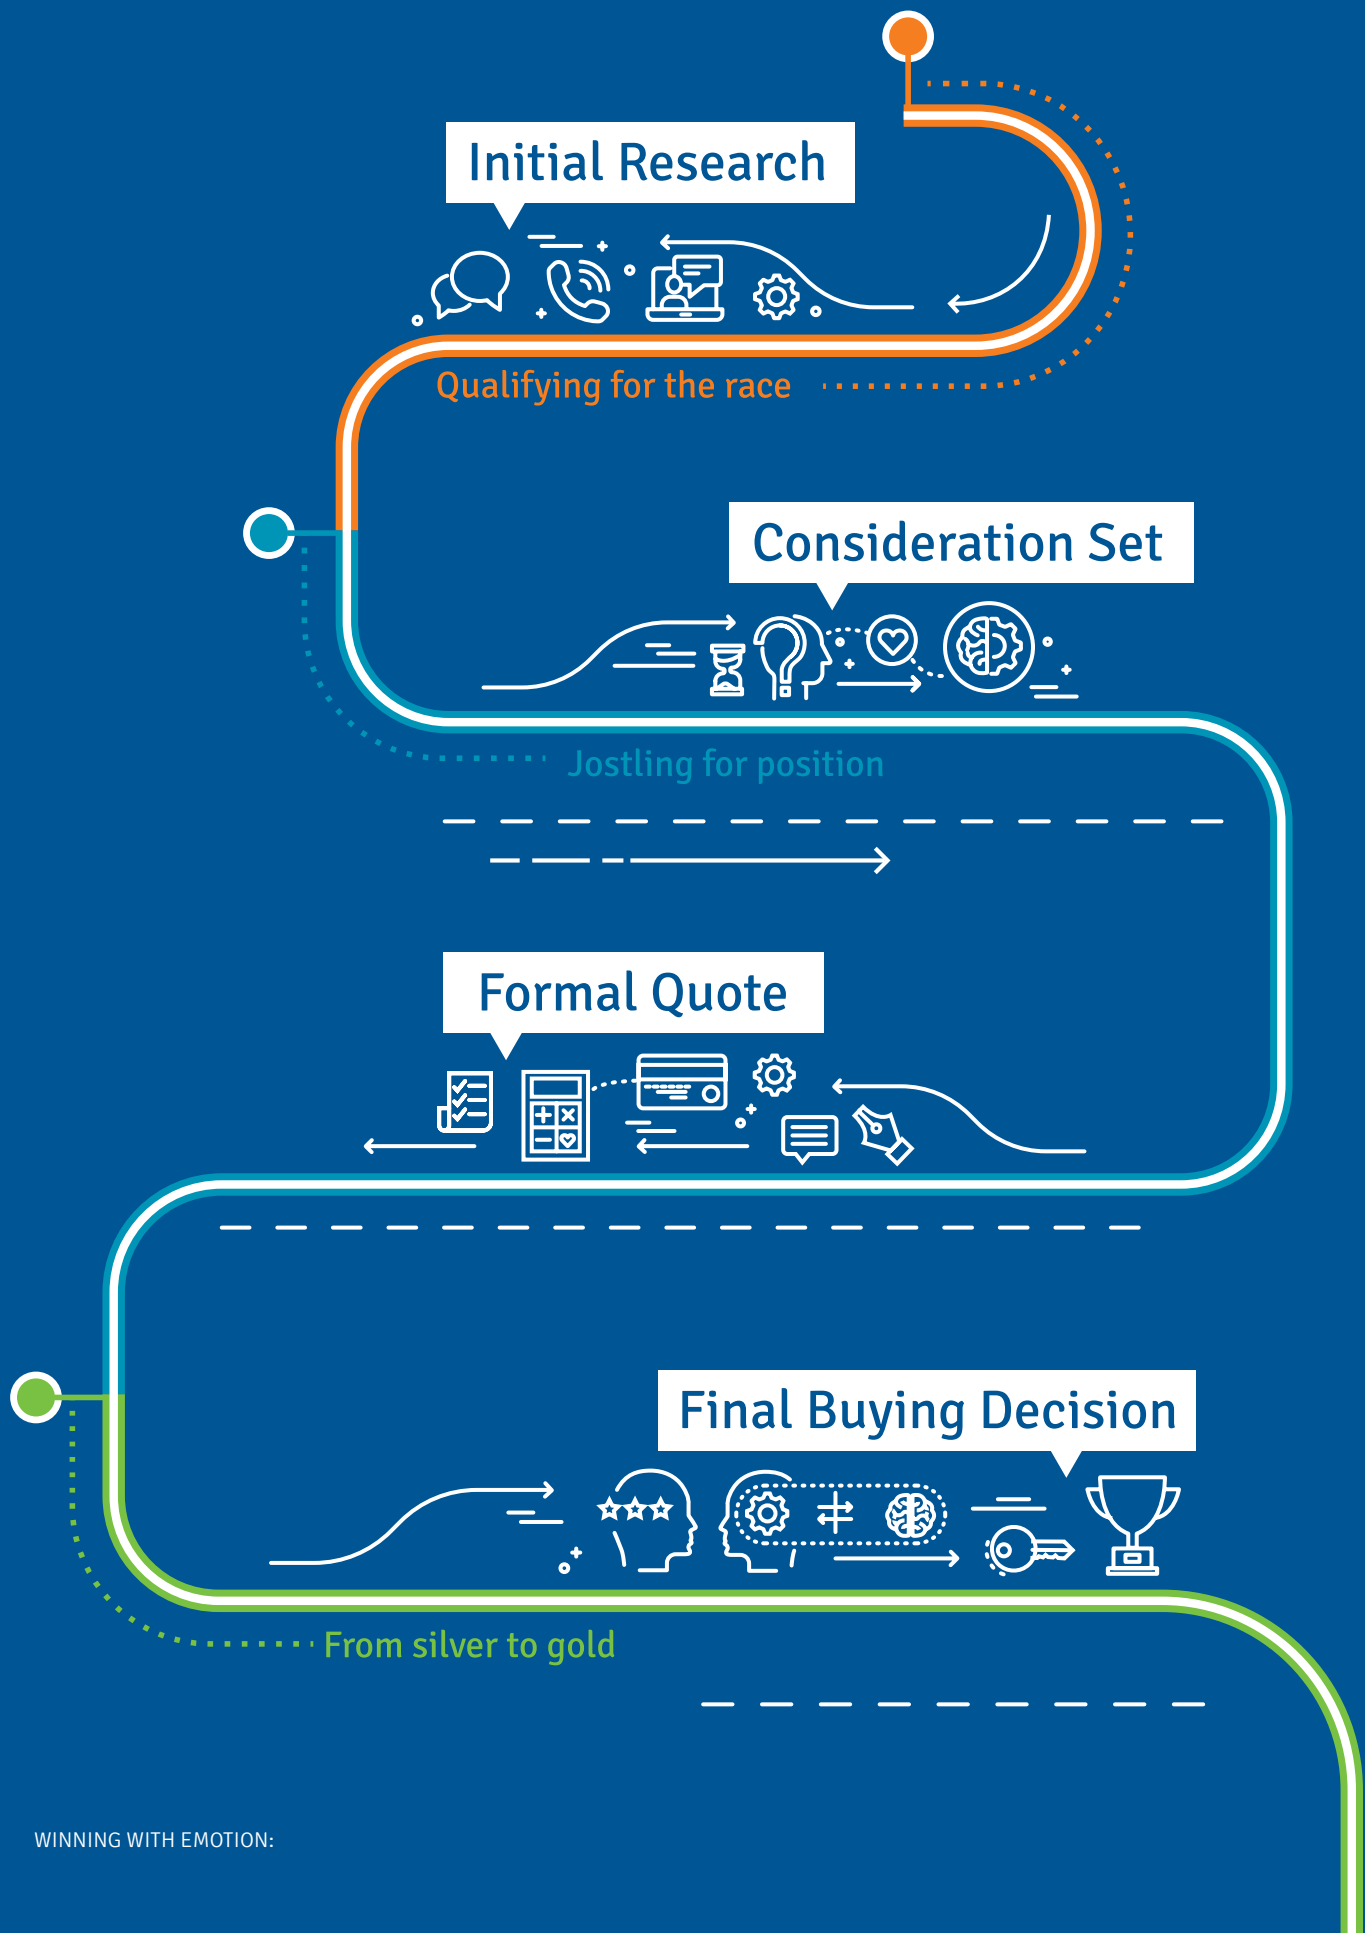 Initial Research
Qualifying for the race
Consideration Set
Jostling for position
Formal Quote
Final Buying Decision
From silver to gold
WINNING WITH EMOTION: